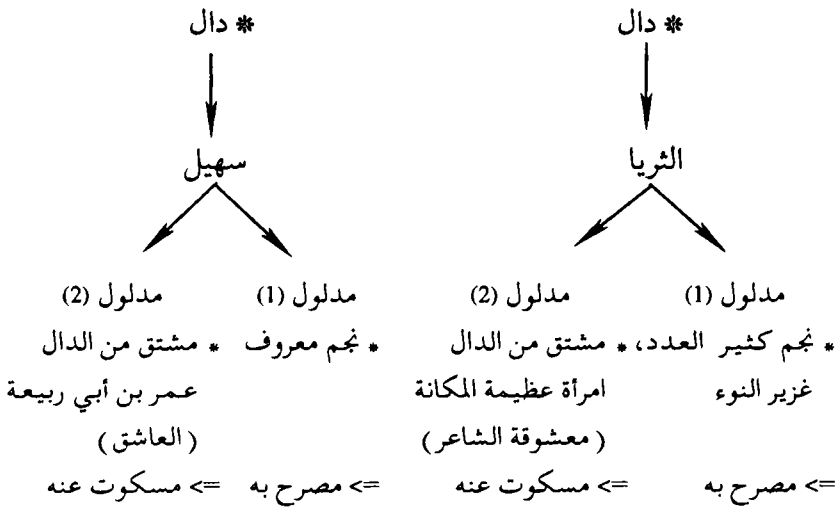 * دال * دال
الثريا سهيل
مدلول (1) مدلول (2) مدلول (1) مدلول (2)
* نجم كثير العدد، * مشتق من الدال * نجم معروف * مشتق من الدال
غزير النوء امرأة عظيمة المكانة عمر بن أبي ربيعة
(معشوقة الشاعر) (العاشق)
=> مصرح به => مسكوت عنه => مصرح به => مسكوت عنه